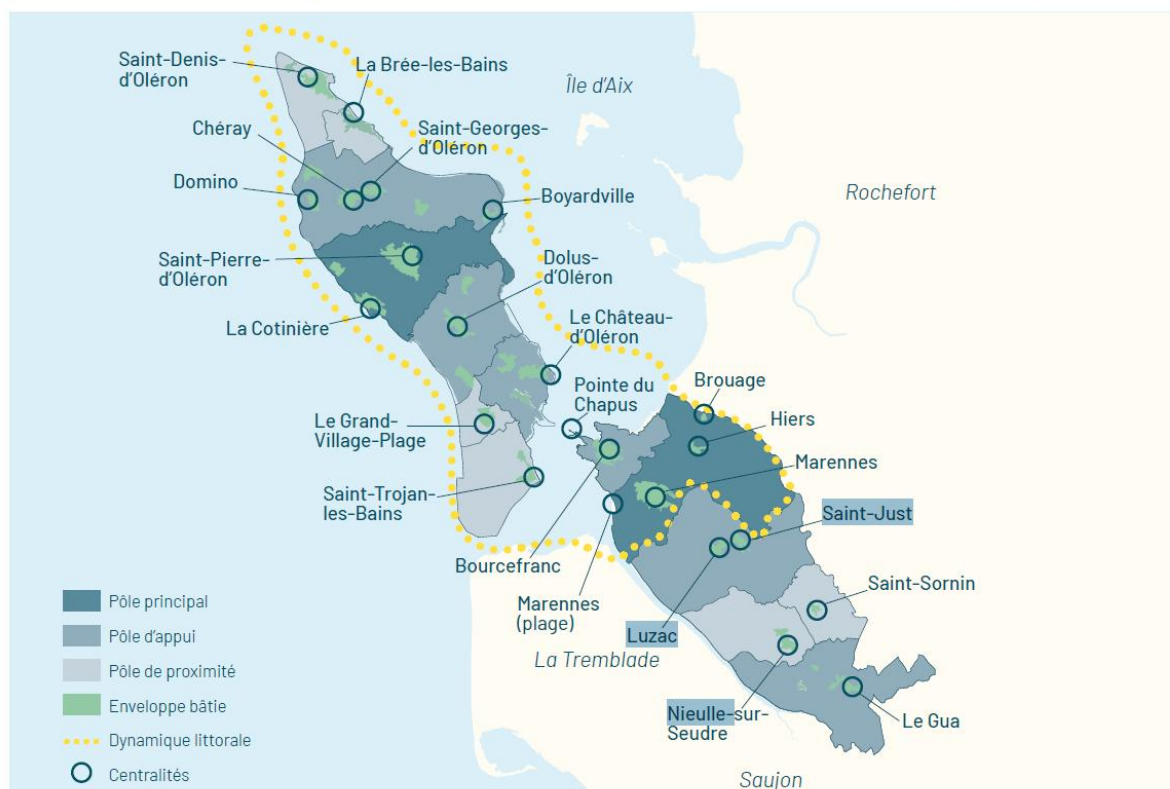 Saint-Denis-
d'Oléron
La Brée-les-Bains
Île d'Aix
Chéray
Saint-Georges-
d'Oléron
Domino
Boyardville
Rochefort
Saint-Pierre-
d'Oléron
Dolus-
d'Oléron
La Cotinière
Le Château-
d'Oléron
Pointe du
Chapus
Brouage
Hiers
Le Grand-
Village-Plage
Marennes
Saint-Trojan-
les-Bains
Saint-Just
Bourcefranc
Saint-Sornin
Marennes
(plage)
Luzac
La Tremblade
Nieulle-sur-
Seudre
Le Gua
Saujon
Pôle principal
Pôle d'appui
Pôle de proximité
Enveloppe bâtie
Dynamique littorale
Centralités